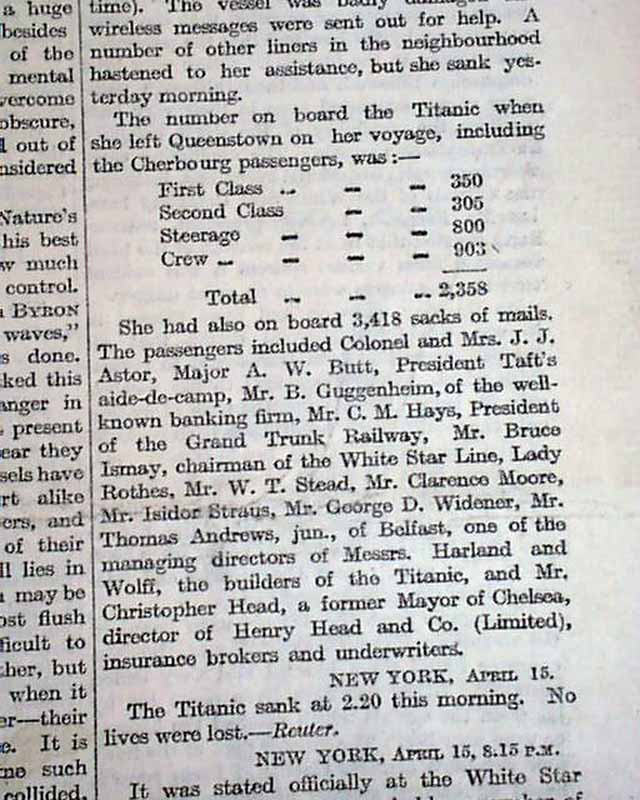 a huge
besides
of the
mental
vercome
obscure,
out of
nsidered
Nature's
his best
w much
control.
BYRON
waves,"
s done.
ked this
anger in
present
ear they
sels have
rt alike
ers, and
of their
ll lies in
may be
ost flush
ficult to
ther, but
when it
er—their
e. It is
such
collided,
time). The vessel was badly
wireless messages were sent out for help. A
number of other liners in the neighbourhood
hastened to her assistance, but she sank yes-
terday morning.
The number on board the Titanic when
she left Queenstown on her voyage, including
the Cherbourg passengers, was:—
First Class .. — — 350
Second Class — — 305
Steerage — — — 800
Crew .. — — — 903
Total .. — .. 2,358
She had also on board 3,418 sacks of mails.
The passengers included Colonel and Mrs. J. J.
Astor, Major A. W. Butt, President Taft's
aide-de-camp, Mr. B. Guggenheim, of the well-
known banking firm, Mr. C. M. Hays, President
of the Grand Trunk Railway, Mr. Bruce
Ismay, chairman of the White Star Line, Lady
Rothes, Mr. W. T. Stead, Mr. Clarence Moore,
Mr. Isidor Straus, Mr. George D. Widener, Mr.
Thomas Andrews, jun., of Belfast, one of the
managing directors of Messrs. Harland and
Wolff, the builders of the Titanic, and Mr.
Christopher Head, a former Mayor of Chelsea,
director of Henry Head and Co. (Limited),
insurance brokers and underwriters.
NEW YORK, APRIL 15.
The Titanic sank at 2.20 this morning. No
lives were lost.—Reuter.
NEW YORK, APRIL 15, 8.15 P.M.
It was stated officially at the White Star